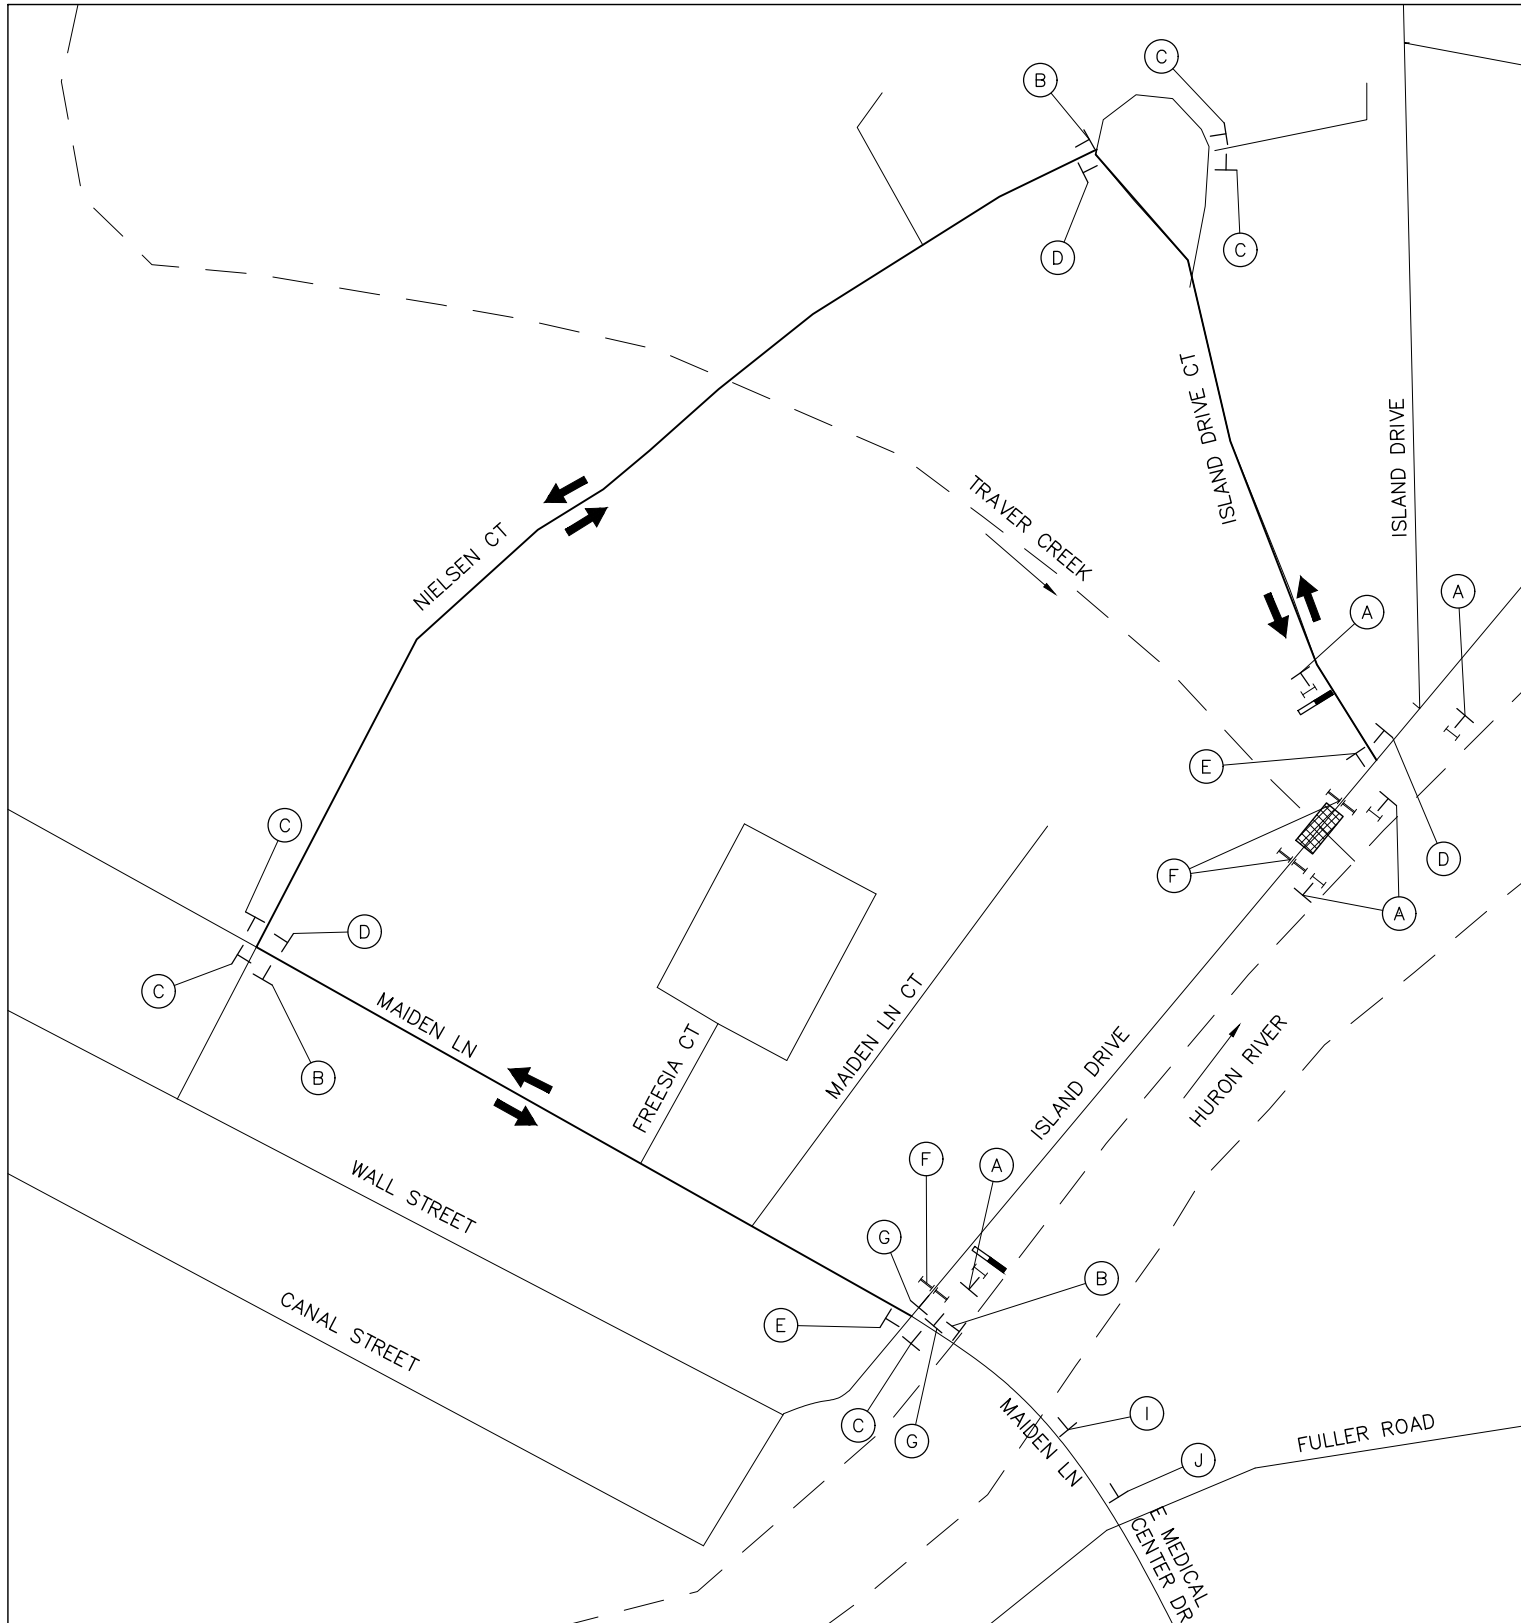 C
B
D
C
ISLAND DRIVE CT
ISLAND DRIVE
TRAVER CREEK
NIELSEN CT
A
A
E
C
F
D
A
D
C
MAIDEN LN
B
FREESIA CT
MAIDEN LN CT
ISLAND DRIVE
HURON RIVER
WALL STREET
F
A
G
B
CANAL STREET
E
C
G
MAIDEN LN
I
J
FULLER ROAD
E MEDICAL
CENTER DR